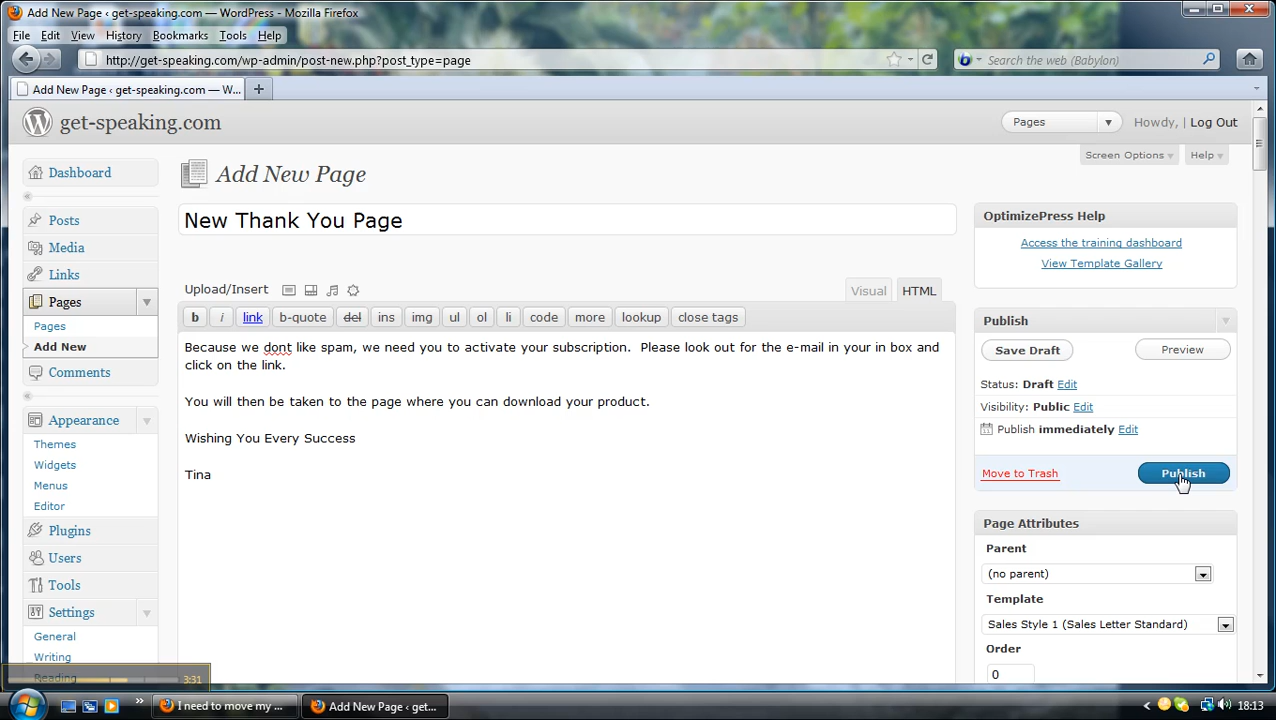 Add New Page ‹ get-speaking.com — WordPress - Mozilla Firefox
File Edit View History Bookmarks Tools Help
http://get-speaking.com/wp-admin/post-new.php?post_type=page
Search the web (Babylon)
Add New Page ‹ get-speaking.com — W...
get-speaking.com
Pages
Howdy, | Log Out
Screen Options
Help
Dashboard
Posts
Media
Links
Pages
Pages
Add New
Comments
Appearance
Themes
Widgets
Menus
Editor
Plugins
Users
Tools
Settings
General
Writing
Reading
Add New Page
New Thank You Page
Upload/Insert
Visual
HTML
b i link b-quote del ins img ul ol li code more lookup close tags
Because we dont like spam, we need you to activate your subscription. Please look out for the e-mail in your in box and
click on the link.
You will then be taken to the page where you can download your product.
Wishing You Every Success
Tina
OptimizePress Help
Access the training dashboard
View Template Gallery
Publish
Save Draft
Preview
Status: Draft Edit
Visibility: Public Edit
Publish immediately Edit
Move to Trash
Publish
Page Attributes
Parent
(no parent)
Template
Sales Style 1 (Sales Letter Standard)
Order
0
3:31
I need to move my ...
Add New Page ‹ get...
18:13